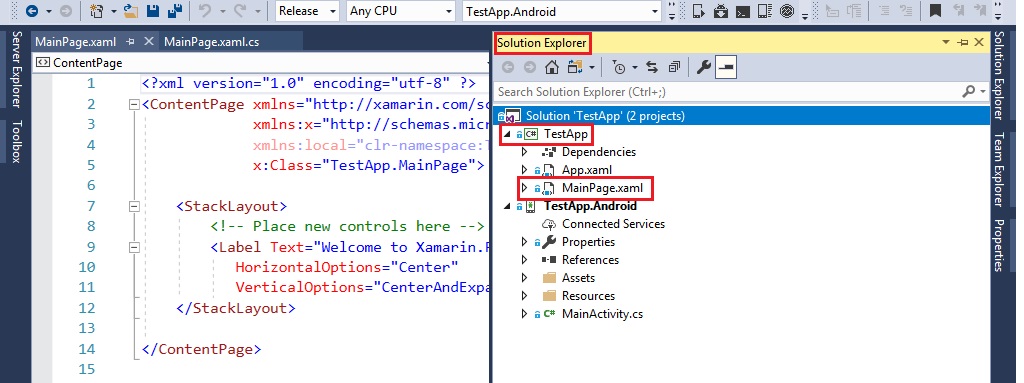 Release Any CPU TestApp.Android
MainPage.xaml MainPage.xaml.cs
ContentPage
1 <?xml version="1.0" encoding="utf-8" ?>
2 <ContentPage xmlns="http://xamarin.com/sc
3 xmlns:x="http://schemas.micr
4 xmlns:local="clr-namespace:T
5 x:Class="TestApp.MainPage">
6
7 <StackLayout>
8 <!-- Place new controls here -->
9 <Label Text="Welcome to Xamarin.F
10 HorizontalOptions="Center"
11 VerticalOptions="CenterAndExpa
12 </StackLayout>
13
14 </ContentPage>
15
Server Explorer
Toolbox
Solution Explorer
Search Solution Explorer (Ctrl+;)
Solution 'TestApp' (2 projects)
C# TestApp
Dependencies
App.xaml
MainPage.xaml
TestApp.Android
Connected Services
Properties
References
Assets
Resources
C# MainActivity.cs
Solution Explorer
Team Explorer
Properties